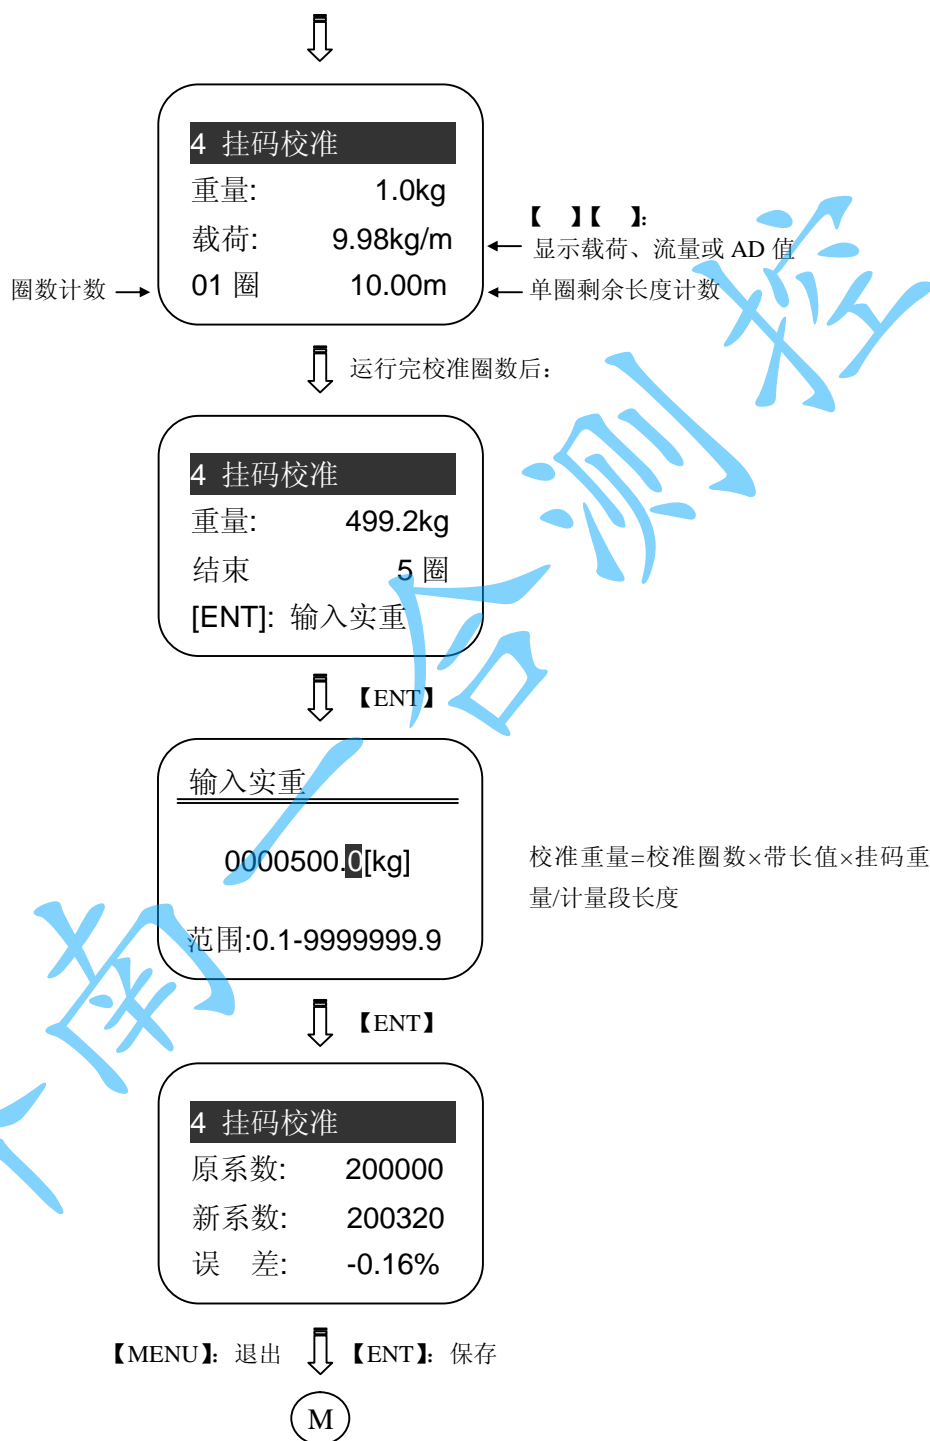 4 挂码校准
重量: 1.0kg
载荷: 9.98kg/m
01 圈 10.00m
圈数计数
【 】【 】:
显示载荷、流量或 AD 值
单圈剩余长度计数
运行完校准圈数后:
4 挂码校准
重量: 499.2kg
结束 5 圈
[ENT]: 输入实重
【ENT】
输入实重
0000500.0[kg]
范围:0.1-9999999.9
校准重量=校准圈数×带长值×挂码重
量/计量段长度
【ENT】
4 挂码校准
原系数: 200000
新系数: 200320
误 差: -0.16%
【MENU】: 退出 【ENT】: 保存
M
南一合测控